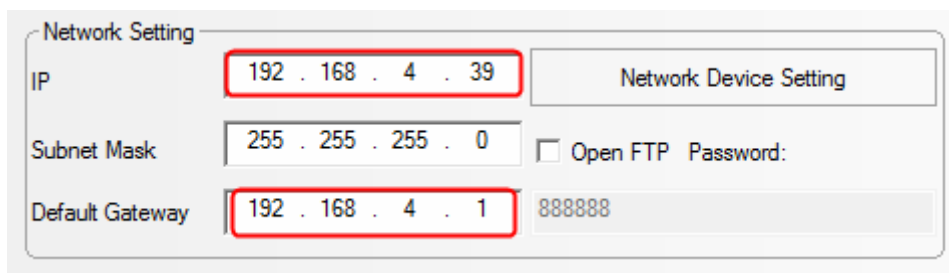 Network Setting
IP 192 . 168 . 4 . 39 Network Device Setting
Subnet Mask 255 . 255 . 255 . 0 Open FTP Password:
Default Gateway 192 . 168 . 4 . 1 888888